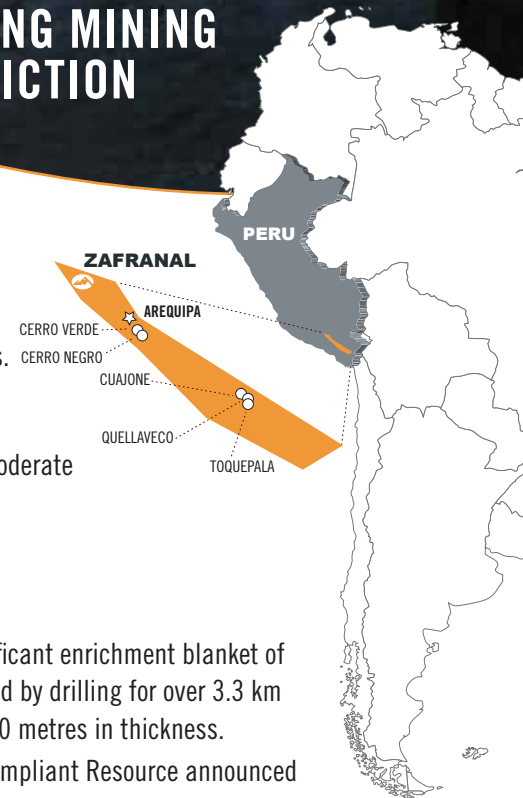 NG MINING
ICTION
PERU
ZAFRANAL
AREQUIPA
CERRO VERDE
s.
CERRO NEGRO
CUAJONE
QUELLAVECO
oderate
TOQUEPALA
ficant enrichment blanket of
d by drilling for over 3.3 km
0 metres in thickness.
mpliant Resource announced